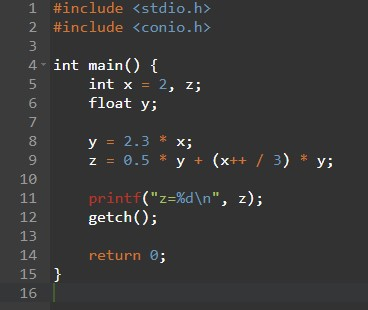 1 #include <stdio.h>
2 #include <conio.h>
3
4 int main() {
5     int x = 2, z;
6     float y;
7
8     y = 2.3 * x;
9     z = 0.5 * y + (x++ / 3) * y;
10
11     printf("z=%d\n", z);
12     getch();
13
14     return 0;
15 }
16